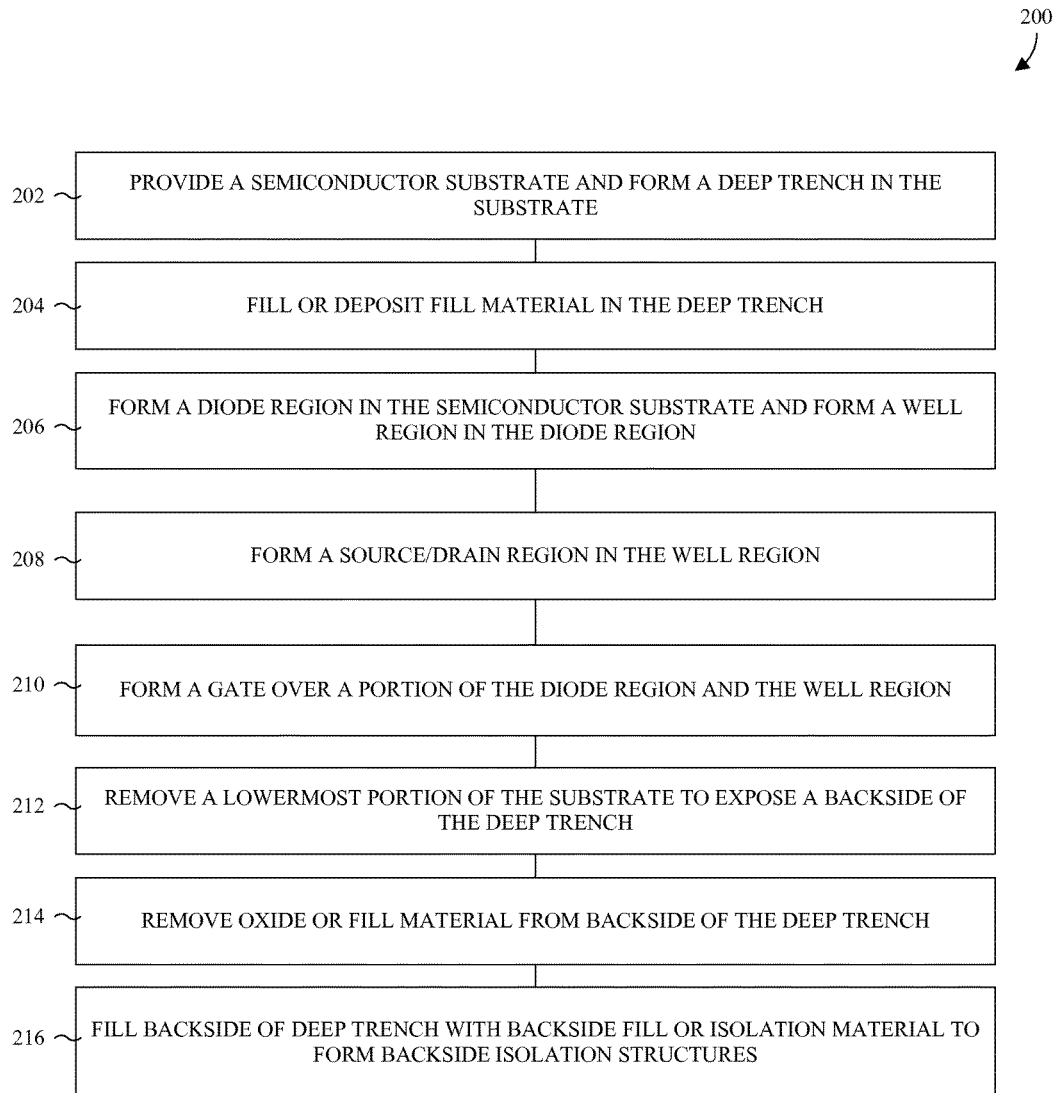 200
202
PROVIDE A SEMICONDUCTOR SUBSTRATE AND FORM A DEEP TRENCH IN THE
SUBSTRATE
204
FILL OR DEPOSIT FILL MATERIAL IN THE DEEP TRENCH
206
FORM A DIODE REGION IN THE SEMICONDUCTOR SUBSTRATE AND FORM A WELL
REGION IN THE DIODE REGION
208
FORM A SOURCE/DRAIN REGION IN THE WELL REGION
210
FORM A GATE OVER A PORTION OF THE DIODE REGION AND THE WELL REGION
212
REMOVE A LOWERMOST PORTION OF THE SUBSTRATE TO EXPOSE A BACKSIDE OF
THE DEEP TRENCH
214
REMOVE OXIDE OR FILL MATERIAL FROM BACKSIDE OF THE DEEP TRENCH
216
FILL BACKSIDE OF DEEP TRENCH WITH BACKSIDE FILL OR ISOLATION MATERIAL TO
FORM BACKSIDE ISOLATION STRUCTURES